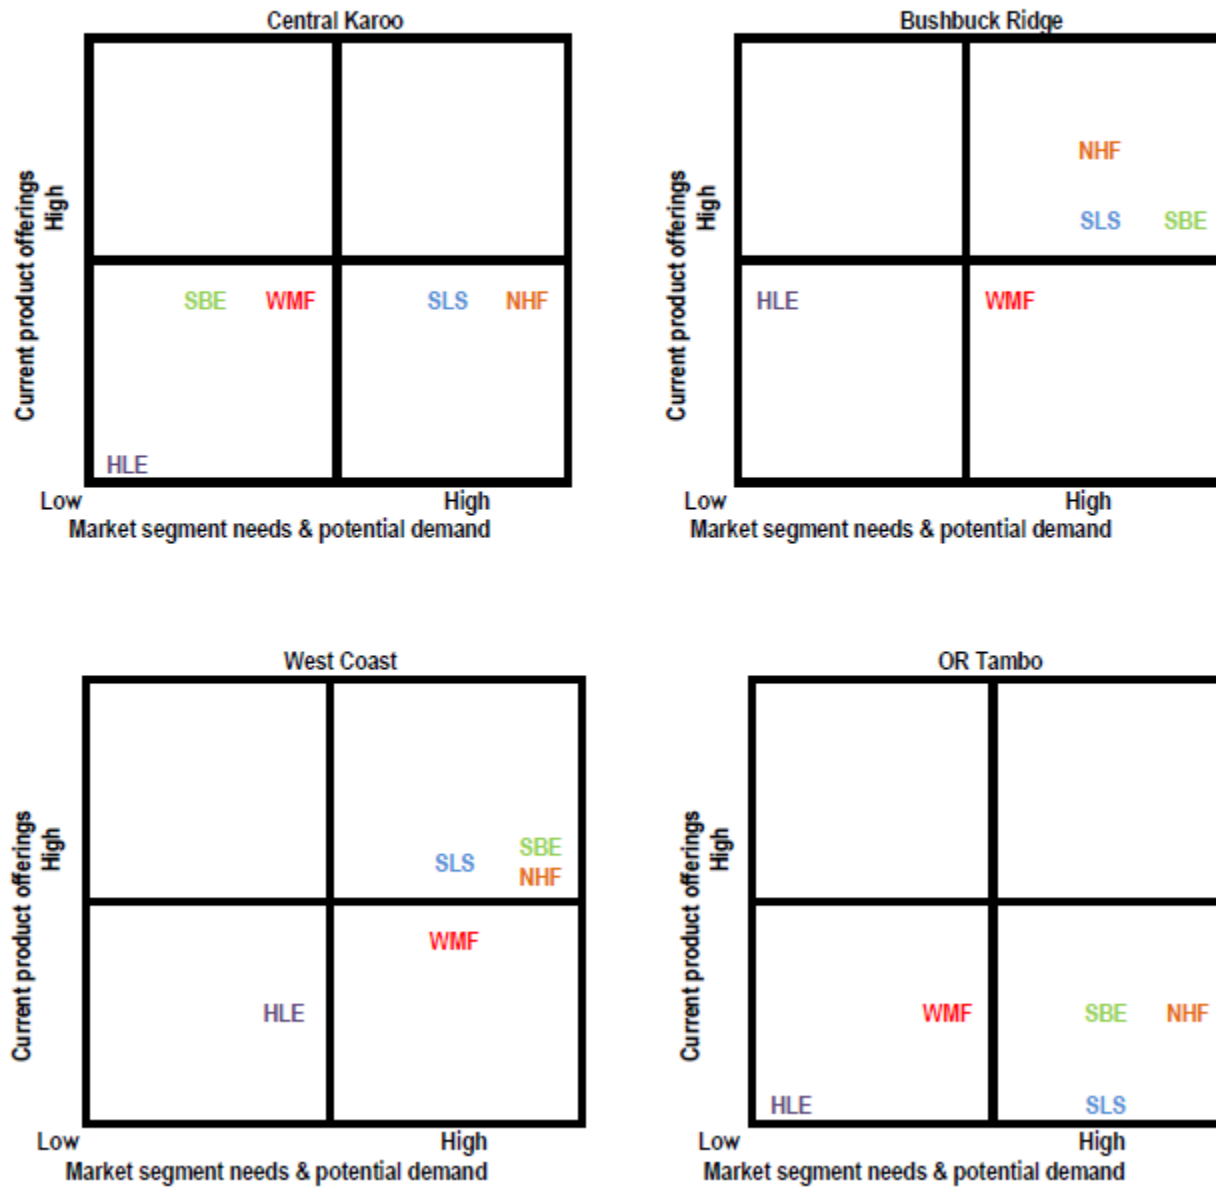 Central Karoo
Current product offerings
High
SBE WMF SLS NHF
HLE
Low High
Market segment needs & potential demand
Bushbuck Ridge
Current product offerings
High
NHF
SLS SBE
HLE WMF
Low High
Market segment needs & potential demand
West Coast
Current product offerings
High
SBE
SLS
NHF
WMF
HLE
Low High
Market segment needs & potential demand
OR Tambo
Current product offerings
High
WMF SBE NHF
HLE SLS
Low High
Market segment needs & potential demand